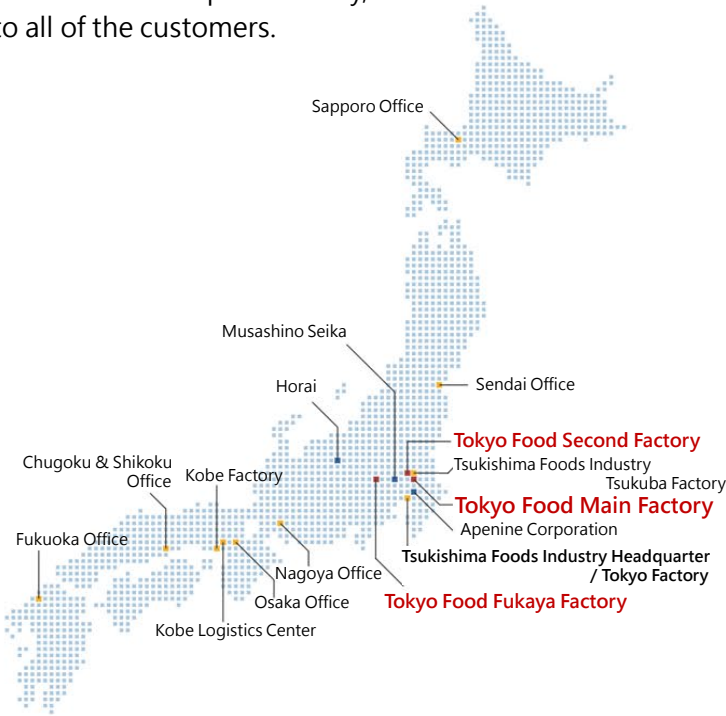 to all of the customers.
Sapporo Office
Musashino Seika
Horai
Sendai Office
Tokyo Food Second Factory
Chugoku & Shikoku
Office
Kobe Factory
Tsukishima Foods Industry
Tsukuba Factory
Tokyo Food Main Factory
Apenine Corporation
Fukuoka Office
Tsukishima Foods Industry Headquarter
/ Tokyo Factory
Nagoya Office
Osaka Office
Tokyo Food Fukaya Factory
Kobe Logistics Center